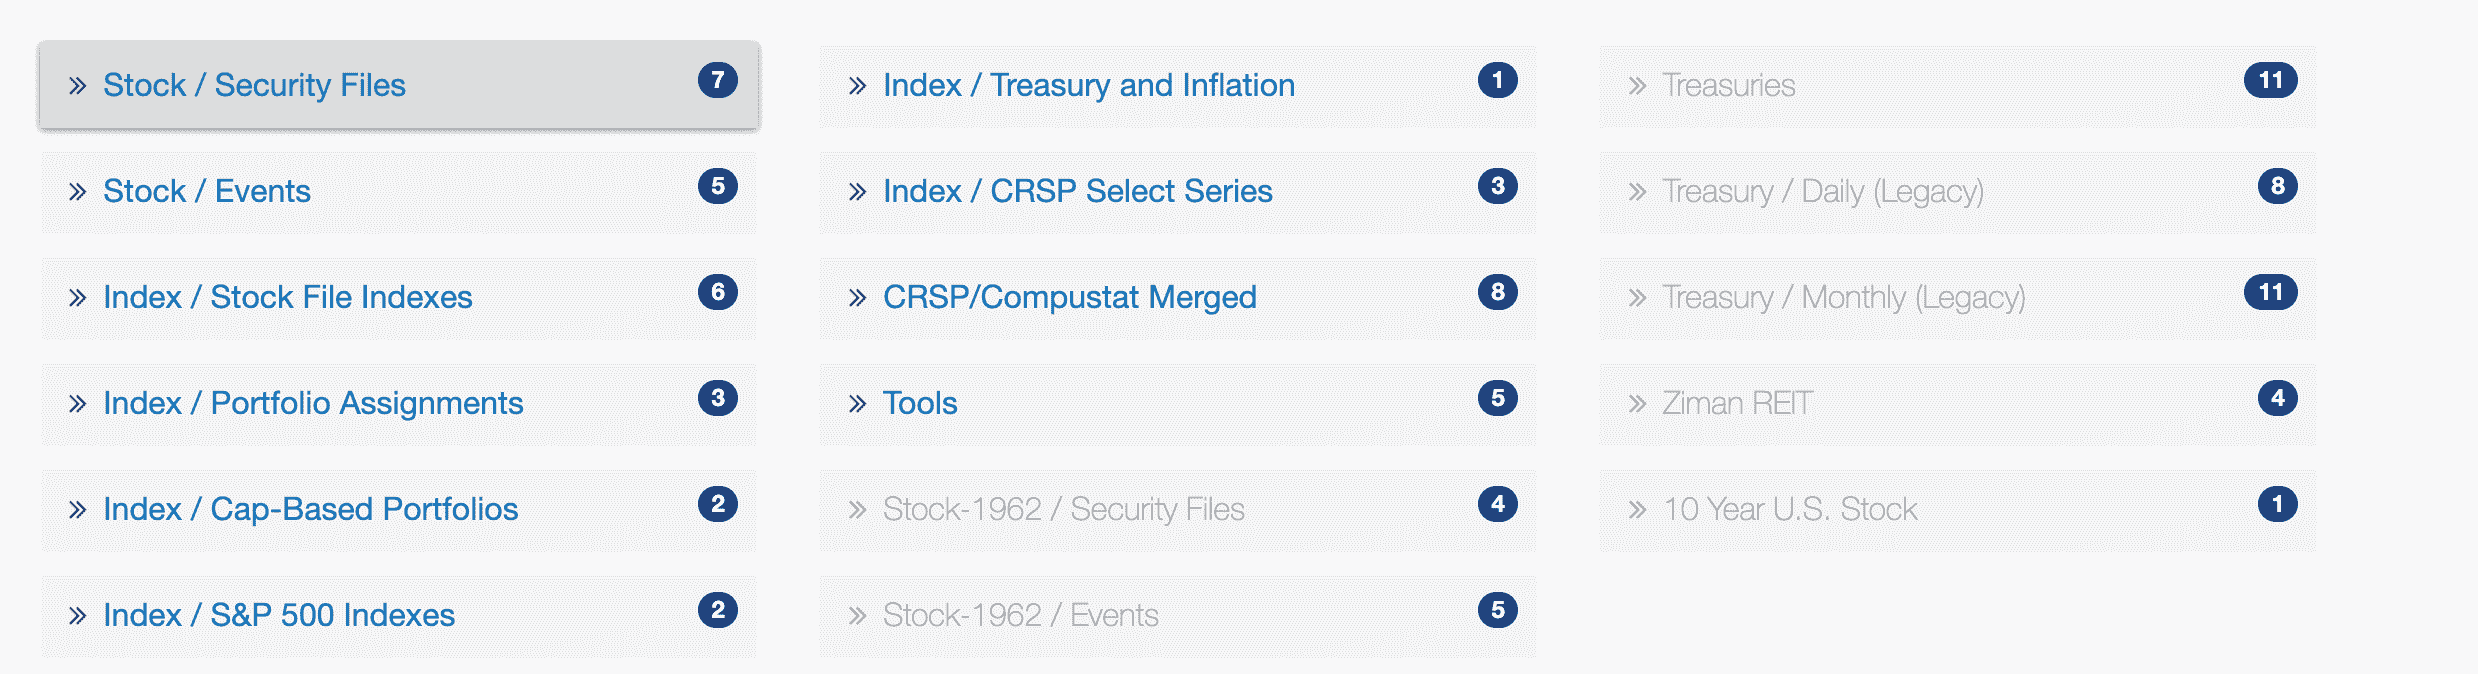 » Stock / Security Files 7
» Stock / Events 5
» Index / Stock File Indexes 6
» Index / Portfolio Assignments 3
» Index / Cap-Based Portfolios 2
» Index / S&P 500 Indexes 2
» Index / Treasury and Inflation 1
» Index / CRSP Select Series 3
» CRSP/Compustat Merged 8
» Tools 5
» Stock-1962 / Security Files 4
» Stock-1962 / Events 5
» Treasuries 11
» Treasury / Daily (Legacy) 8
» Treasury / Monthly (Legacy) 11
» Ziman REIT 4
» 10 Year U.S. Stock 1